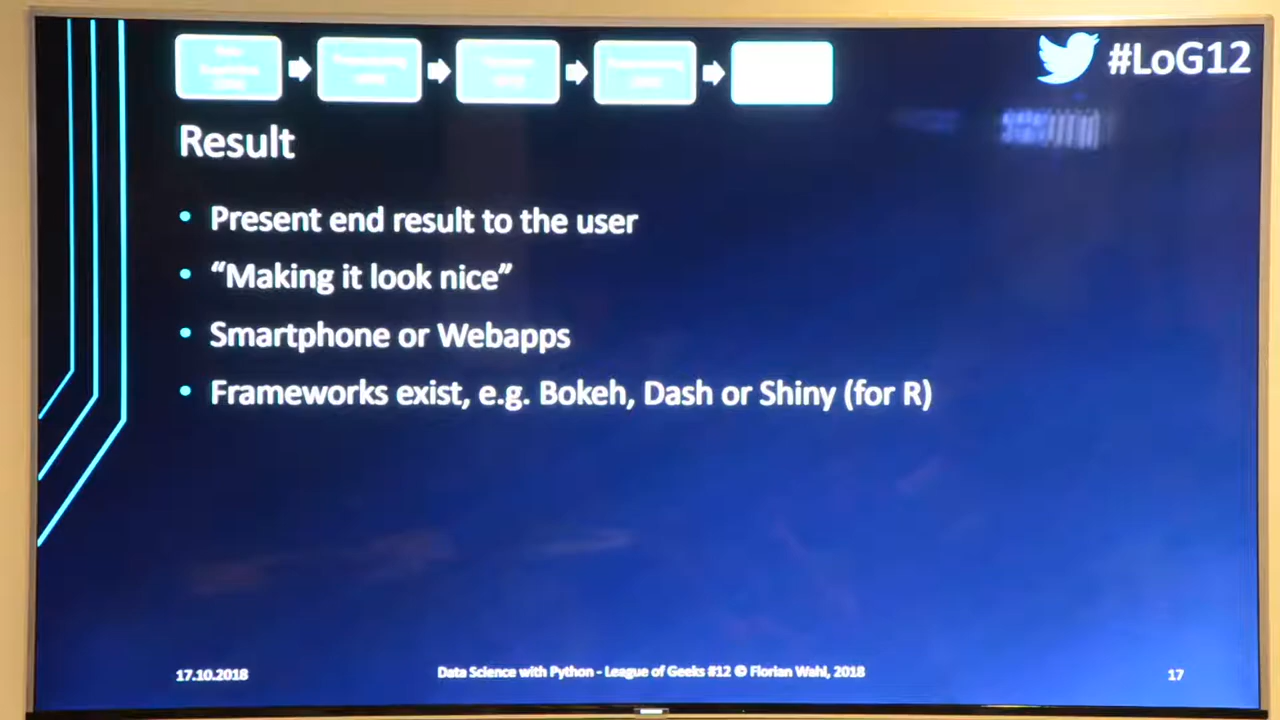 #LoG12
Result
• Present end result to the user
• “Making it look nice”
• Smartphone or Webapps
• Frameworks exist, e.g. Bokeh, Dash or Shiny (for R)
17.10.2018
Data Science with Python - League of Geeks #12 © Florian Wahl, 2018
17